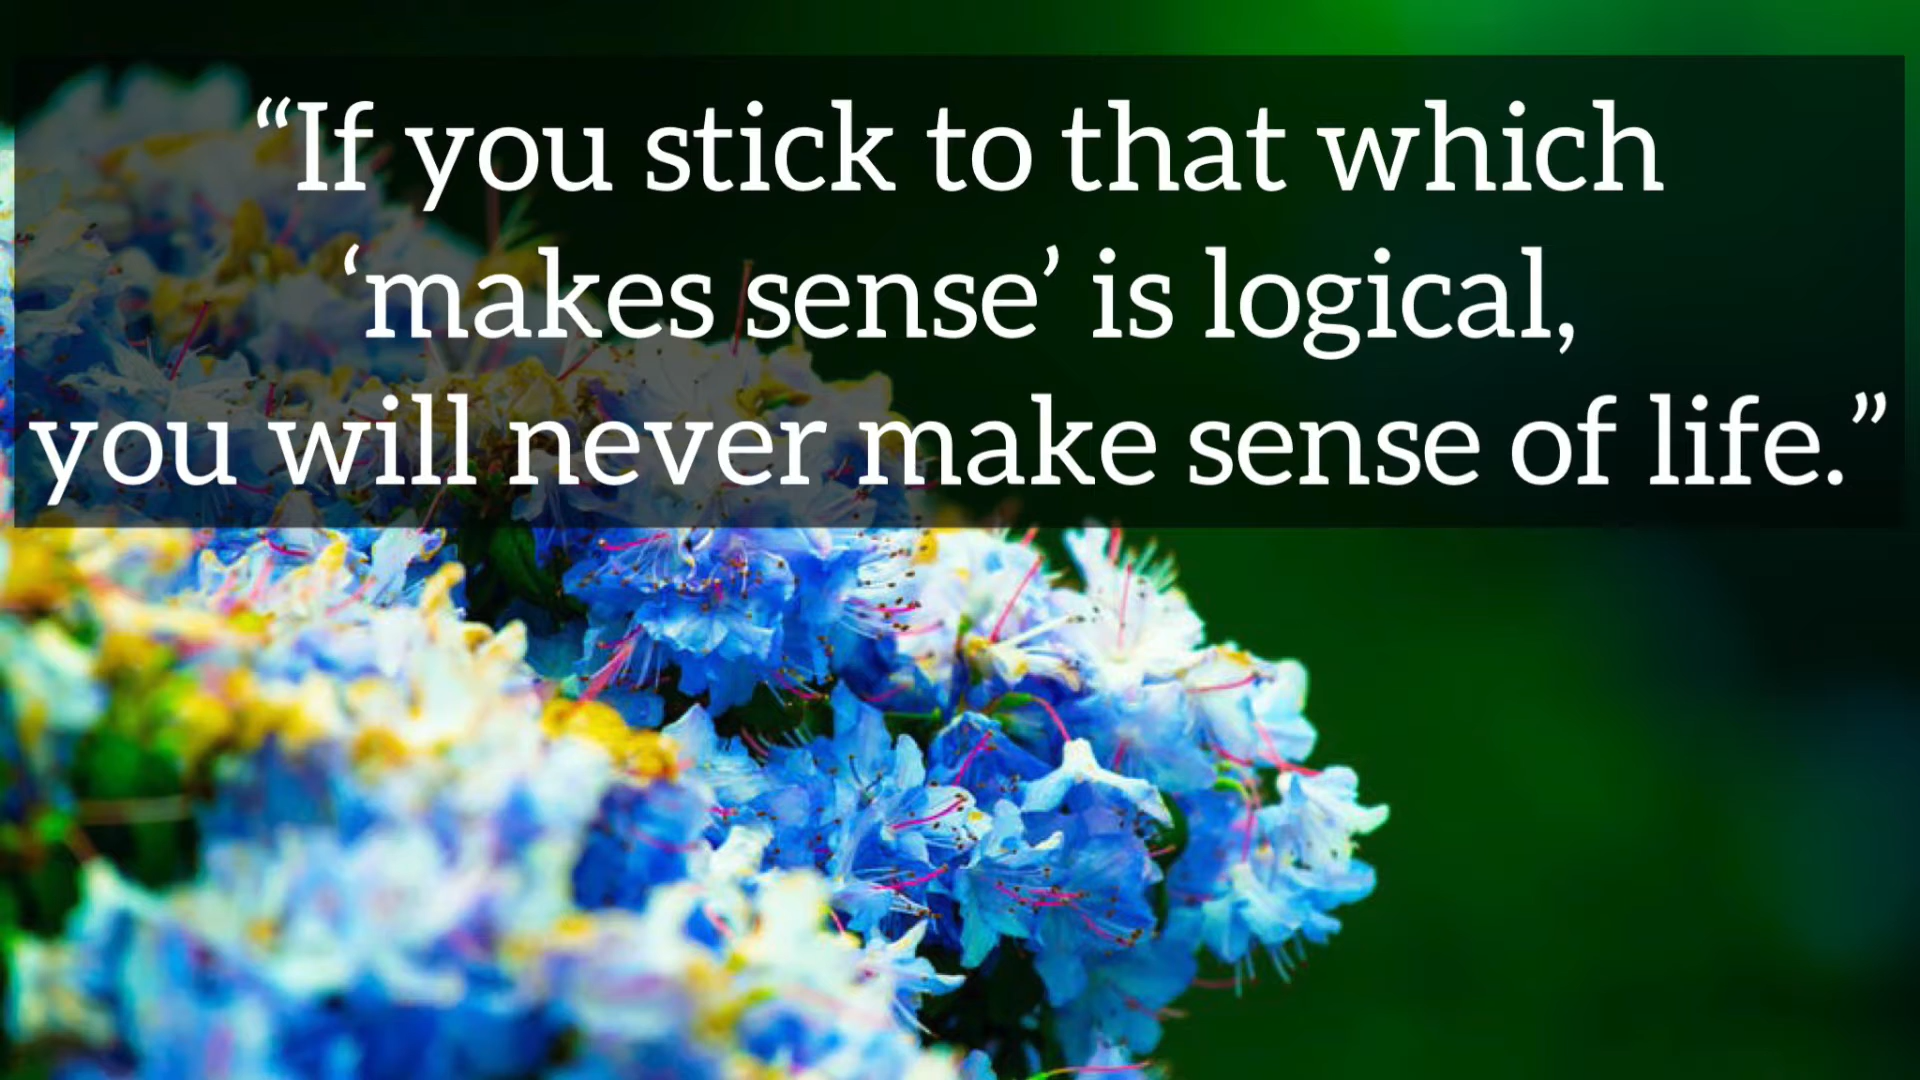 “If you stick to that which
‘makes sense’ is logical,
you will never make sense of life.”